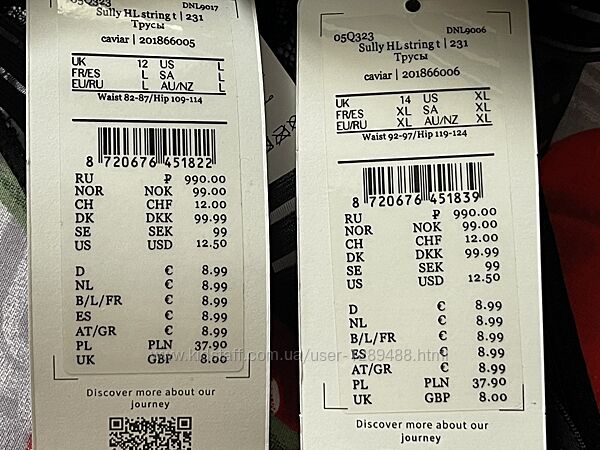 05Q323 DNL9017
Sully HL string t | 231
Трусы
caviar | 201866005
UK 12 US L
FR/ES L SA L
EU/RU L AU/NZ L
Waist 82-87/Hip 109-114
8 720676 451822
RU ₽ 990.00
NOR NOK 99.00
CH CHF 12.00
DK DKK 99.99
SE SEK 99
US USD 12.50
D € 8.99
NL € 8.99
B/L/FR € 8.99
ES € 8.99
AT/GR € 8.99
PL PLN 37.90
UK GBP 8.00
Discover more about our
journey
05Q323 DNL9006
Sully HL string t | 231
Трусы
caviar | 201866006
UK 14 US XL
FR/ES XL SA XL
EU/RU XL AU/NZ XL
Waist 92-97/Hip 119-124
8 720676 451839
RU ₽ 990.00
NOR NOK 99.00
CH CHF 12.00
DK DKK 99.99
SE SEK 99
US USD 12.50
D € 8.99
NL € 8.99
B/L/FR € 8.99
ES € 8.99
AT/GR € 8.99
PL PLN 37.90
UK GBP 8.00
Discover more about our
journey